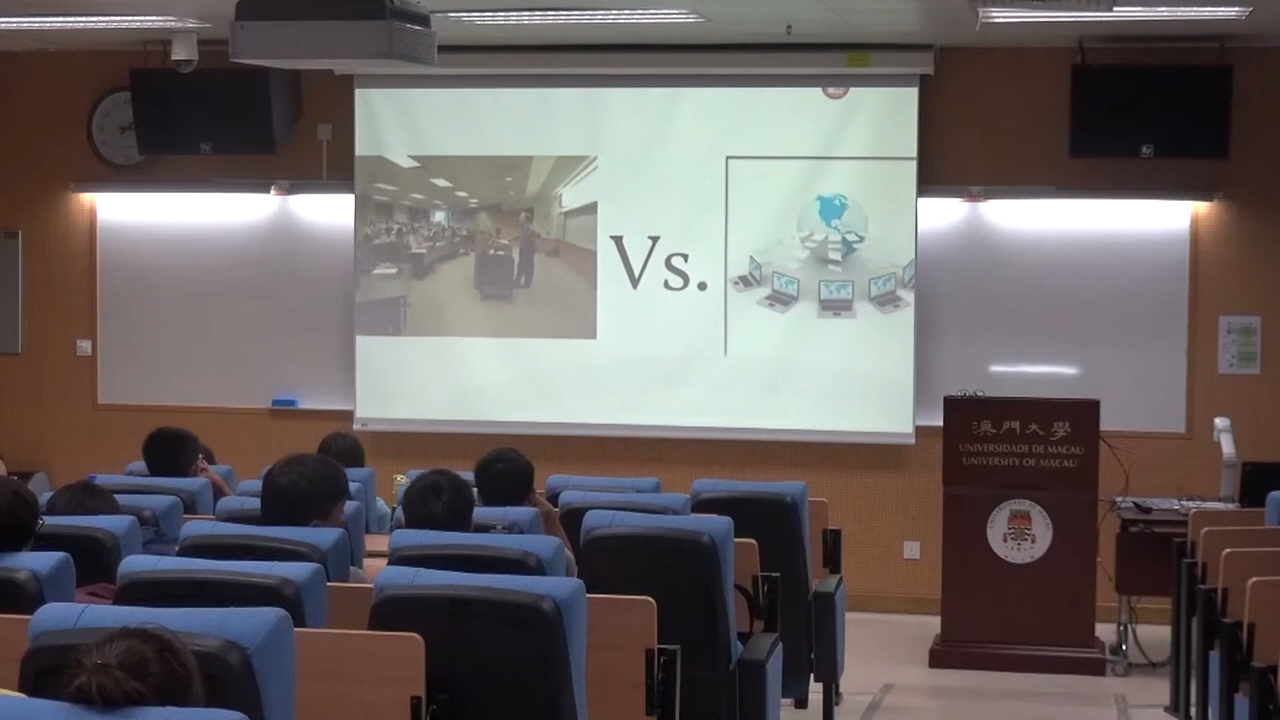 Vs.
澳門大學
UNIVERSIDADE DE MACAU
UNIVERSITY OF MACAU